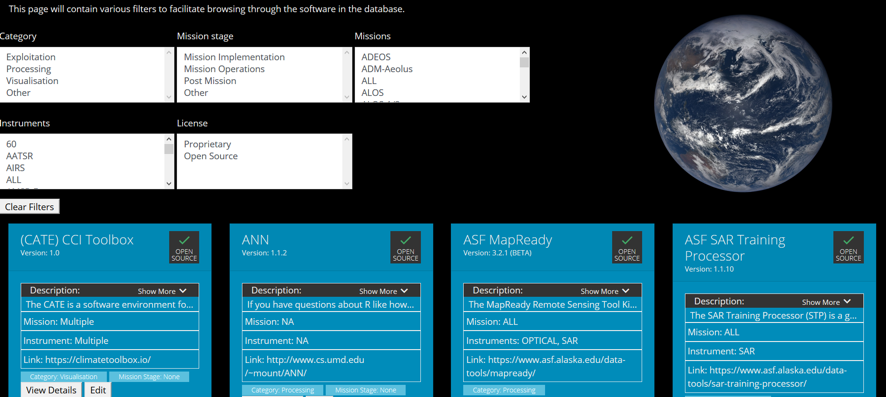 This page will contain various filters to facilitate browsing through the software in the database.
Category
Exploitation
Processing
Visualisation
Other
Mission stage
Mission Implementation
Mission Operations
Post Mission
Other
Missions
ADEOS
ADM-Aeolus
ALL
ALOS
Instruments
60
AATSR
AIRS
ALL
License
Proprietary
Open Source
Clear Filters
(CATE) CCI Toolbox
Version: 1.0
OPEN
SOURCE
Description:
Show More
The CATE is a software environment fo...
Mission: Multiple
Instrument: Multiple
Link: https://climatetoolbox.io/
Category: Visualisation
Mission Stage: None
View Details
Edit
ANN
Version: 1.1.2
OPEN
SOURCE
Description:
Show More
If you have questions about R like how...
Mission: NA
Instrument: NA
Link: http://www.cs.umd.edu
/~mount/ANN/
Category: Processing
Mission Stage: None
ASF MapReady
Version: 3.2.1 (BETA)
OPEN
SOURCE
Description:
Show More
The MapReady Remote Sensing Tool Ki...
Mission: ALL
Instruments: OPTICAL, SAR
Link: https://www.asf.alaska.edu/data-
tools/mapready/
Category: Processing
ASF SAR Training
Processor
Version: 1.1.10
OPEN
SOURCE
Description:
Show More
The SAR Training Processor (STP) is a g...
Mission: ALL
Instrument: SAR
Link: https://www.asf.alaska.edu/data-
tools/sar-training-processor/